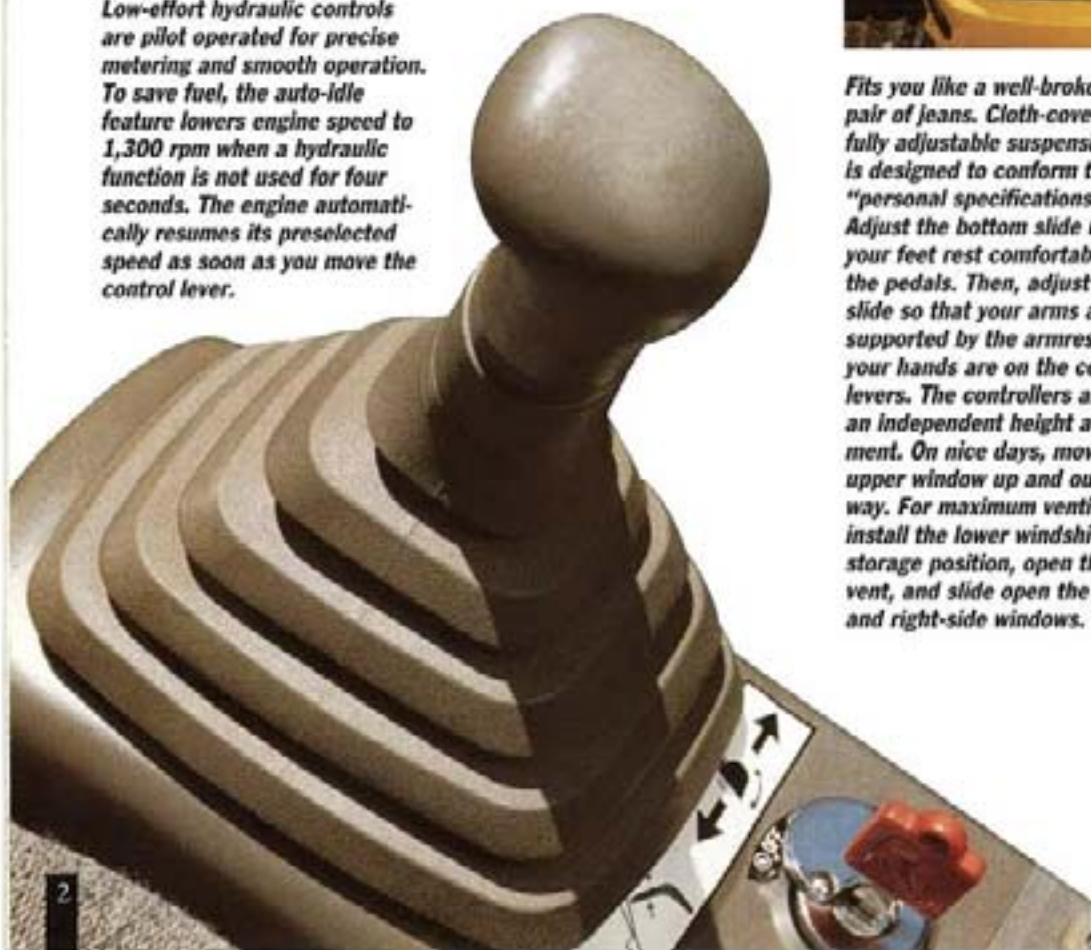 Low-effort hydraulic controls
are pilot operated for precise
metering and smooth operation.
To save fuel, the auto-idle
feature lowers engine speed to
1,300 rpm when a hydraulic
function is not used for four
seconds. The engine automati-
cally resumes its preselected
speed as soon as you move the
control lever.
Fits you like a well-broke
pair of jeans. Cloth-cove
fully adjustable suspens
is designed to conform t
"personal specifications
Adjust the bottom slide
your feet rest comfortab
the pedals. Then, adjust
slide so that your arms a
supported by the armres
your hands are on the co
levers. The controllers a
an independent height a
ment. On nice days, mov
upper window up and ou
way. For maximum venti
install the lower windshi
storage position, open th
vent, and slide open the
and right-side windows.
OFF
2